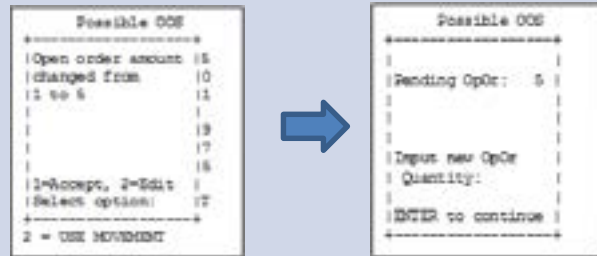 Possible OOS
+------------------+
|Open order amount |5
|changed from |0
|1 to 5 |1
| |
| |9
| |7
| |5
|1=Accept, 2=Edit |
|Select option: |7
+------------------+
2 = USE MOVEMENT
Possible OOS
+------------------+
| |
|Pending OpOr: 5 |
| |
| |
| |
|Input new OpOr |
| Quantity: |
| |
|ENTER to continue |
+------------------+